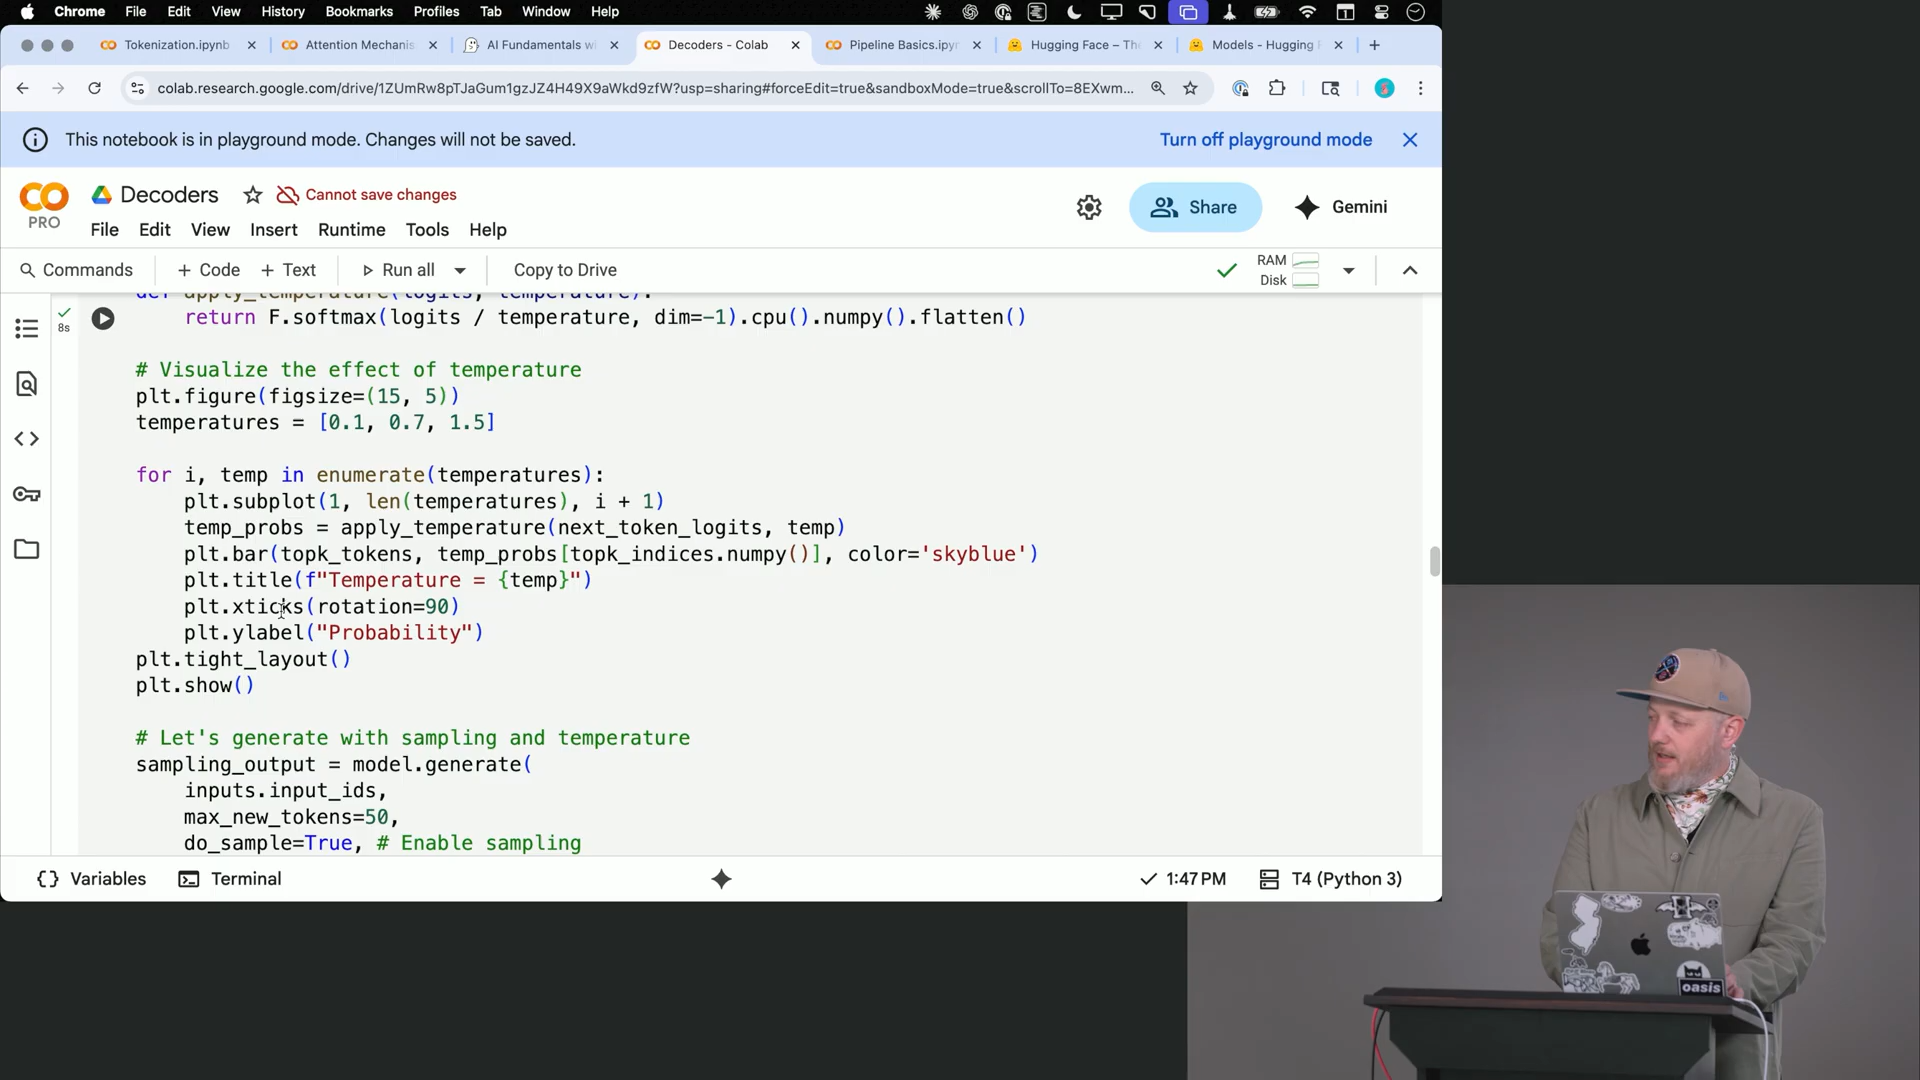 Chrome File Edit View History Bookmarks Profiles Tab Window Help
Tokenization.ipynb
Attention Mechanis
AI Fundamentals wi
Decoders - Colab
Pipeline Basics.ipyn
Hugging Face – The
Models - Hugging F
colab.research.google.com/drive/1ZUmRw8pTJaGum1gzJZ4H49X9aWkd9zfW?usp=sharing#forceEdit=true&sandboxMode=true&scrollTo=8EXwm...
This notebook is in playground mode. Changes will not be saved.
Turn off playground mode
PRO
Decoders
Cannot save changes
Share
Gemini
File Edit View Insert Runtime Tools Help
Commands + Code + Text Run all Copy to Drive
RAM
Disk
8s
def apply_temperature(logits, temperature):
return F.softmax(logits / temperature, dim=-1).cpu().numpy().flatten()
# Visualize the effect of temperature
plt.figure(figsize=(15, 5))
temperatures = [0.1, 0.7, 1.5]
for i, temp in enumerate(temperatures):
plt.subplot(1, len(temperatures), i + 1)
temp_probs = apply_temperature(next_token_logits, temp)
plt.bar(topk_tokens, temp_probs[topk_indices.numpy()], color='skyblue')
plt.title(f"Temperature = {temp}")
plt.xticks(rotation=90)
plt.ylabel("Probability")
plt.tight_layout()
plt.show()
# Let's generate with sampling and temperature
sampling_output = model.generate(
inputs.input_ids,
max_new_tokens=50,
do_sample=True, # Enable sampling
Variables
Terminal
1:47 PM
T4 (Python 3)
oasis